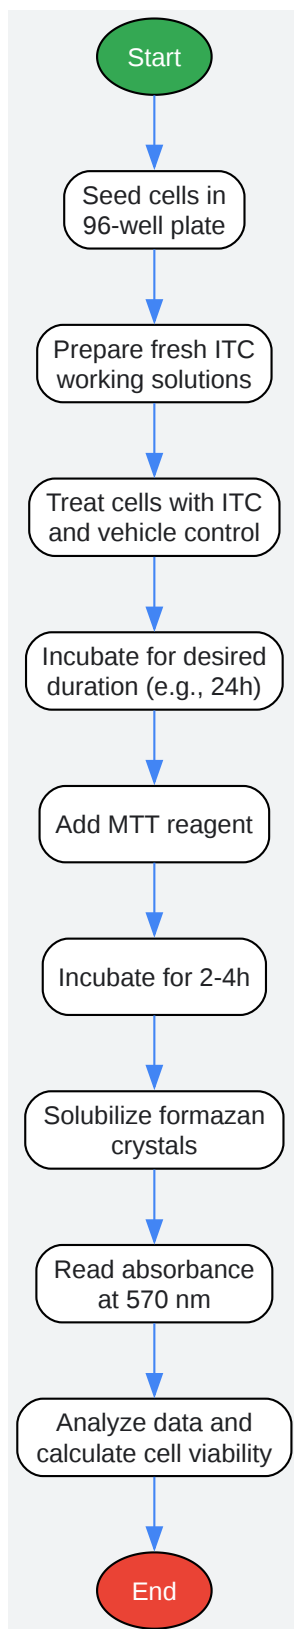 Start
Seed cells in
96-well plate
Prepare fresh ITC
working solutions
Treat cells with ITC
and vehicle control
Incubate for desired
duration (e.g., 24h)
Add MTT reagent
Incubate for 2-4h
Solubilize formazan
crystals
Read absorbance
at 570 nm
Analyze data and
calculate cell viability
End